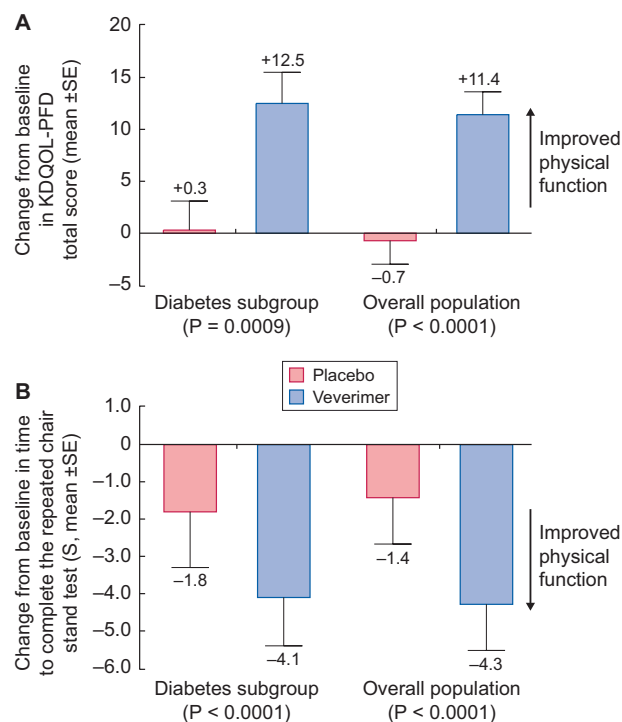 A
Change from baseline
in KDQOL-PFD
total score (mean ±SE)
20
15
10
5
0
–5
+0.3
+12.5
–0.7
+11.4
Improved
physical
function
Diabetes subgroup
(P = 0.0009)
Overall population
(P < 0.0001)
Placebo
Veverimer
B
Change from baseline in time
to complete the repeated chair
stand test (S, mean ±SE)
1.0
0
–1.0
–2.0
–3.0
–4.0
–5.0
–6.0
–1.8
–4.1
–1.4
–4.3
Improved
physical
function
Diabetes subgroup
(P < 0.0001)
Overall population
(P < 0.0001)